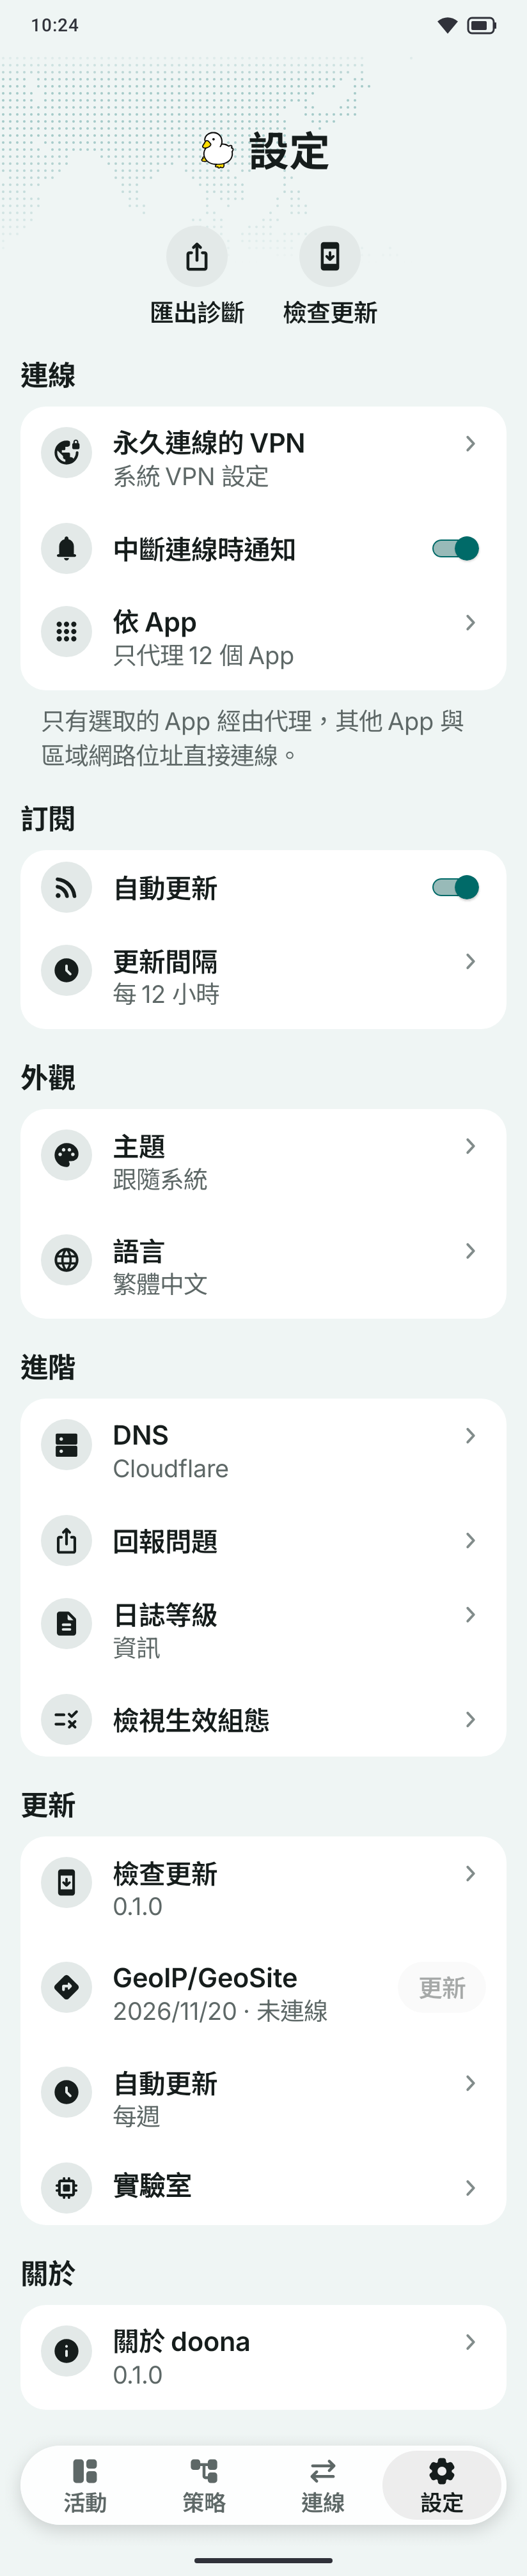 10:24
設定
匯出診斷
檢查更新
連線
永久連線的 VPN
系統 VPN 設定
中斷連線時通知
依 App
只代理 12 個 App
只有選取的 App 經由代理，其他 App 與
區域網路位址直接連線。
訂閱
自動更新
更新間隔
每 12 小時
外觀
主題
跟隨系統
語言
繁體中文
進階
DNS
Cloudflare
回報問題
日誌等級
資訊
檢視生效組態
更新
檢查更新
0.1.0
GeoIP/GeoSite
更新
2026/11/20 · 未連線
自動更新
每週
實驗室
關於
關於 doona
0.1.0
活動
策略
連線
設定